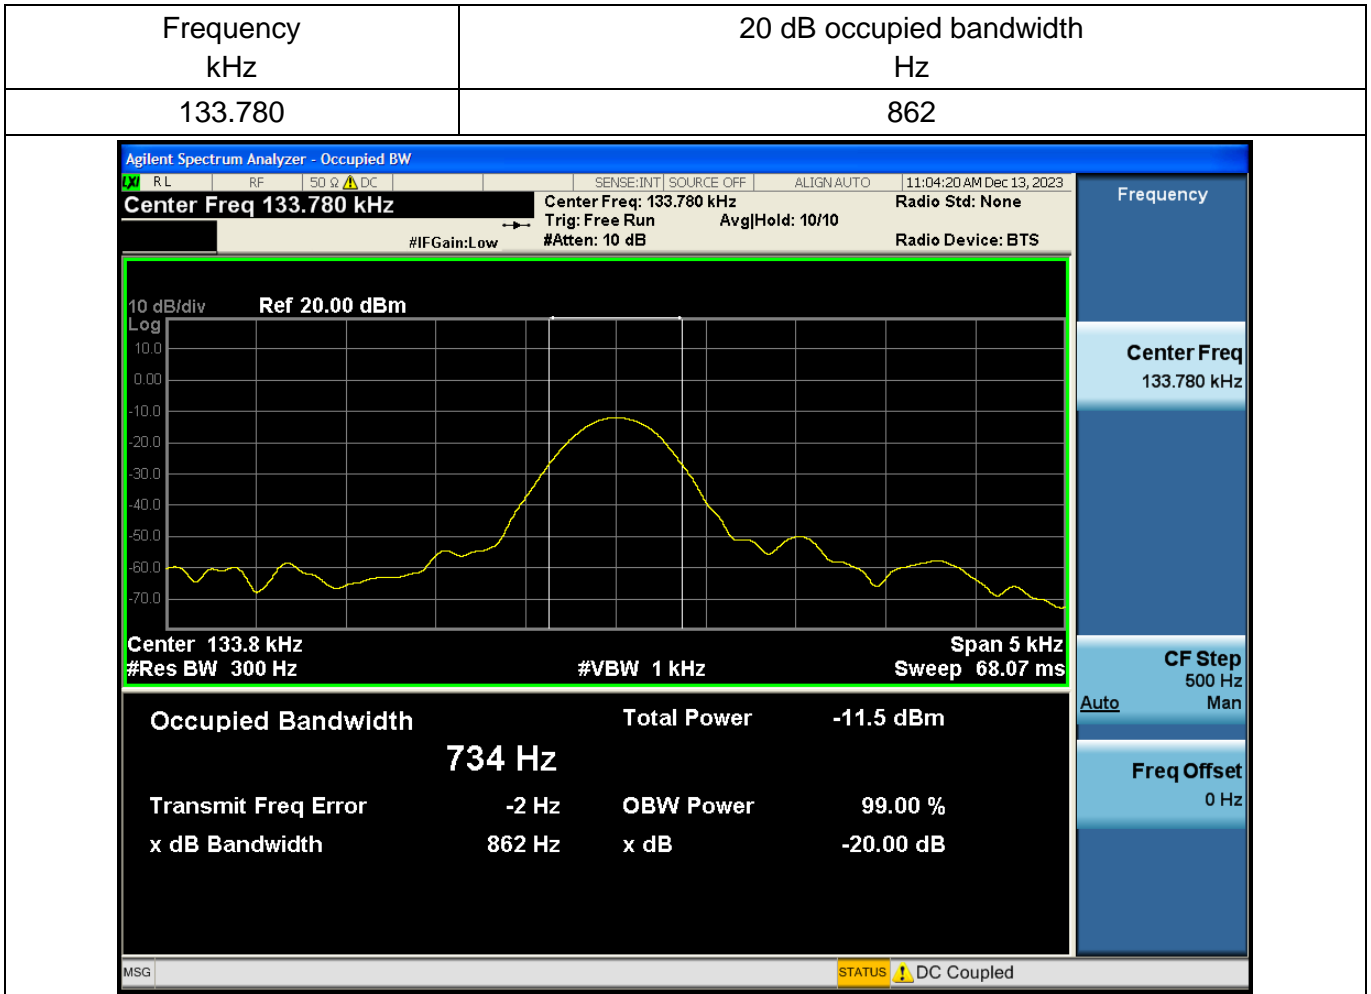 Frequency
kHz
20 dB occupied bandwidth
Hz
133.780
862
Agilent Spectrum Analyzer - Occupied BW
LXI RL RF 50 Ω DC SENSE:INT SOURCE OFF ALIGN AUTO 11:04:20 AM Dec 13, 2023
Center Freq 133.780 kHz
Center Freq: 133.780 kHz
Radio Std: None
Trig: Free Run
Avg|Hold: 10/10
#IFGain:Low
#Atten: 10 dB
Radio Device: BTS
10 dB/div
Ref 20.00 dBm
Log
10.0
0.00
-10.0
-20.0
-30.0
-40.0
-50.0
-60.0
-70.0
Center 133.8 kHz
Span 5 kHz
#Res BW 300 Hz
#VBW 1 kHz
Sweep 68.07 ms
Occupied Bandwidth
734 Hz
Total Power
-11.5 dBm
Transmit Freq Error
-2 Hz
OBW Power
99.00 %
x dB Bandwidth
862 Hz
x dB
-20.00 dB
Frequency
Center Freq
133.780 kHz
CF Step
500 Hz
Auto Man
Freq Offset
0 Hz
MSG
STATUS
DC Coupled